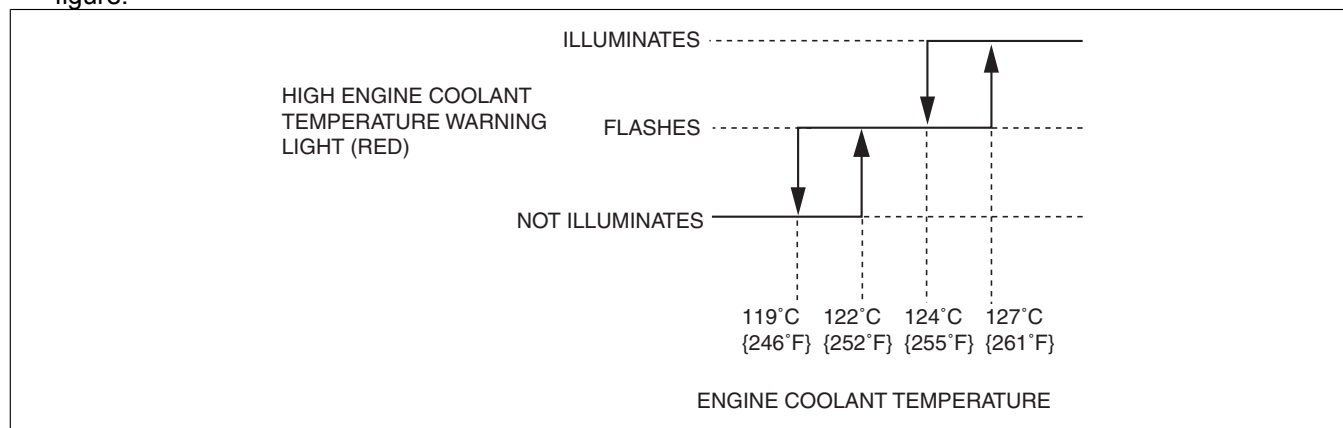 figure.
ILLUMINATES
HIGH ENGINE COOLANT
TEMPERATURE WARNING
LIGHT (RED)
FLASHES
NOT ILLUMINATES
119˚C 122˚C 124˚C 127˚C
{246˚F} {252˚F} {255˚F} {261˚F}
ENGINE COOLANT TEMPERATURE